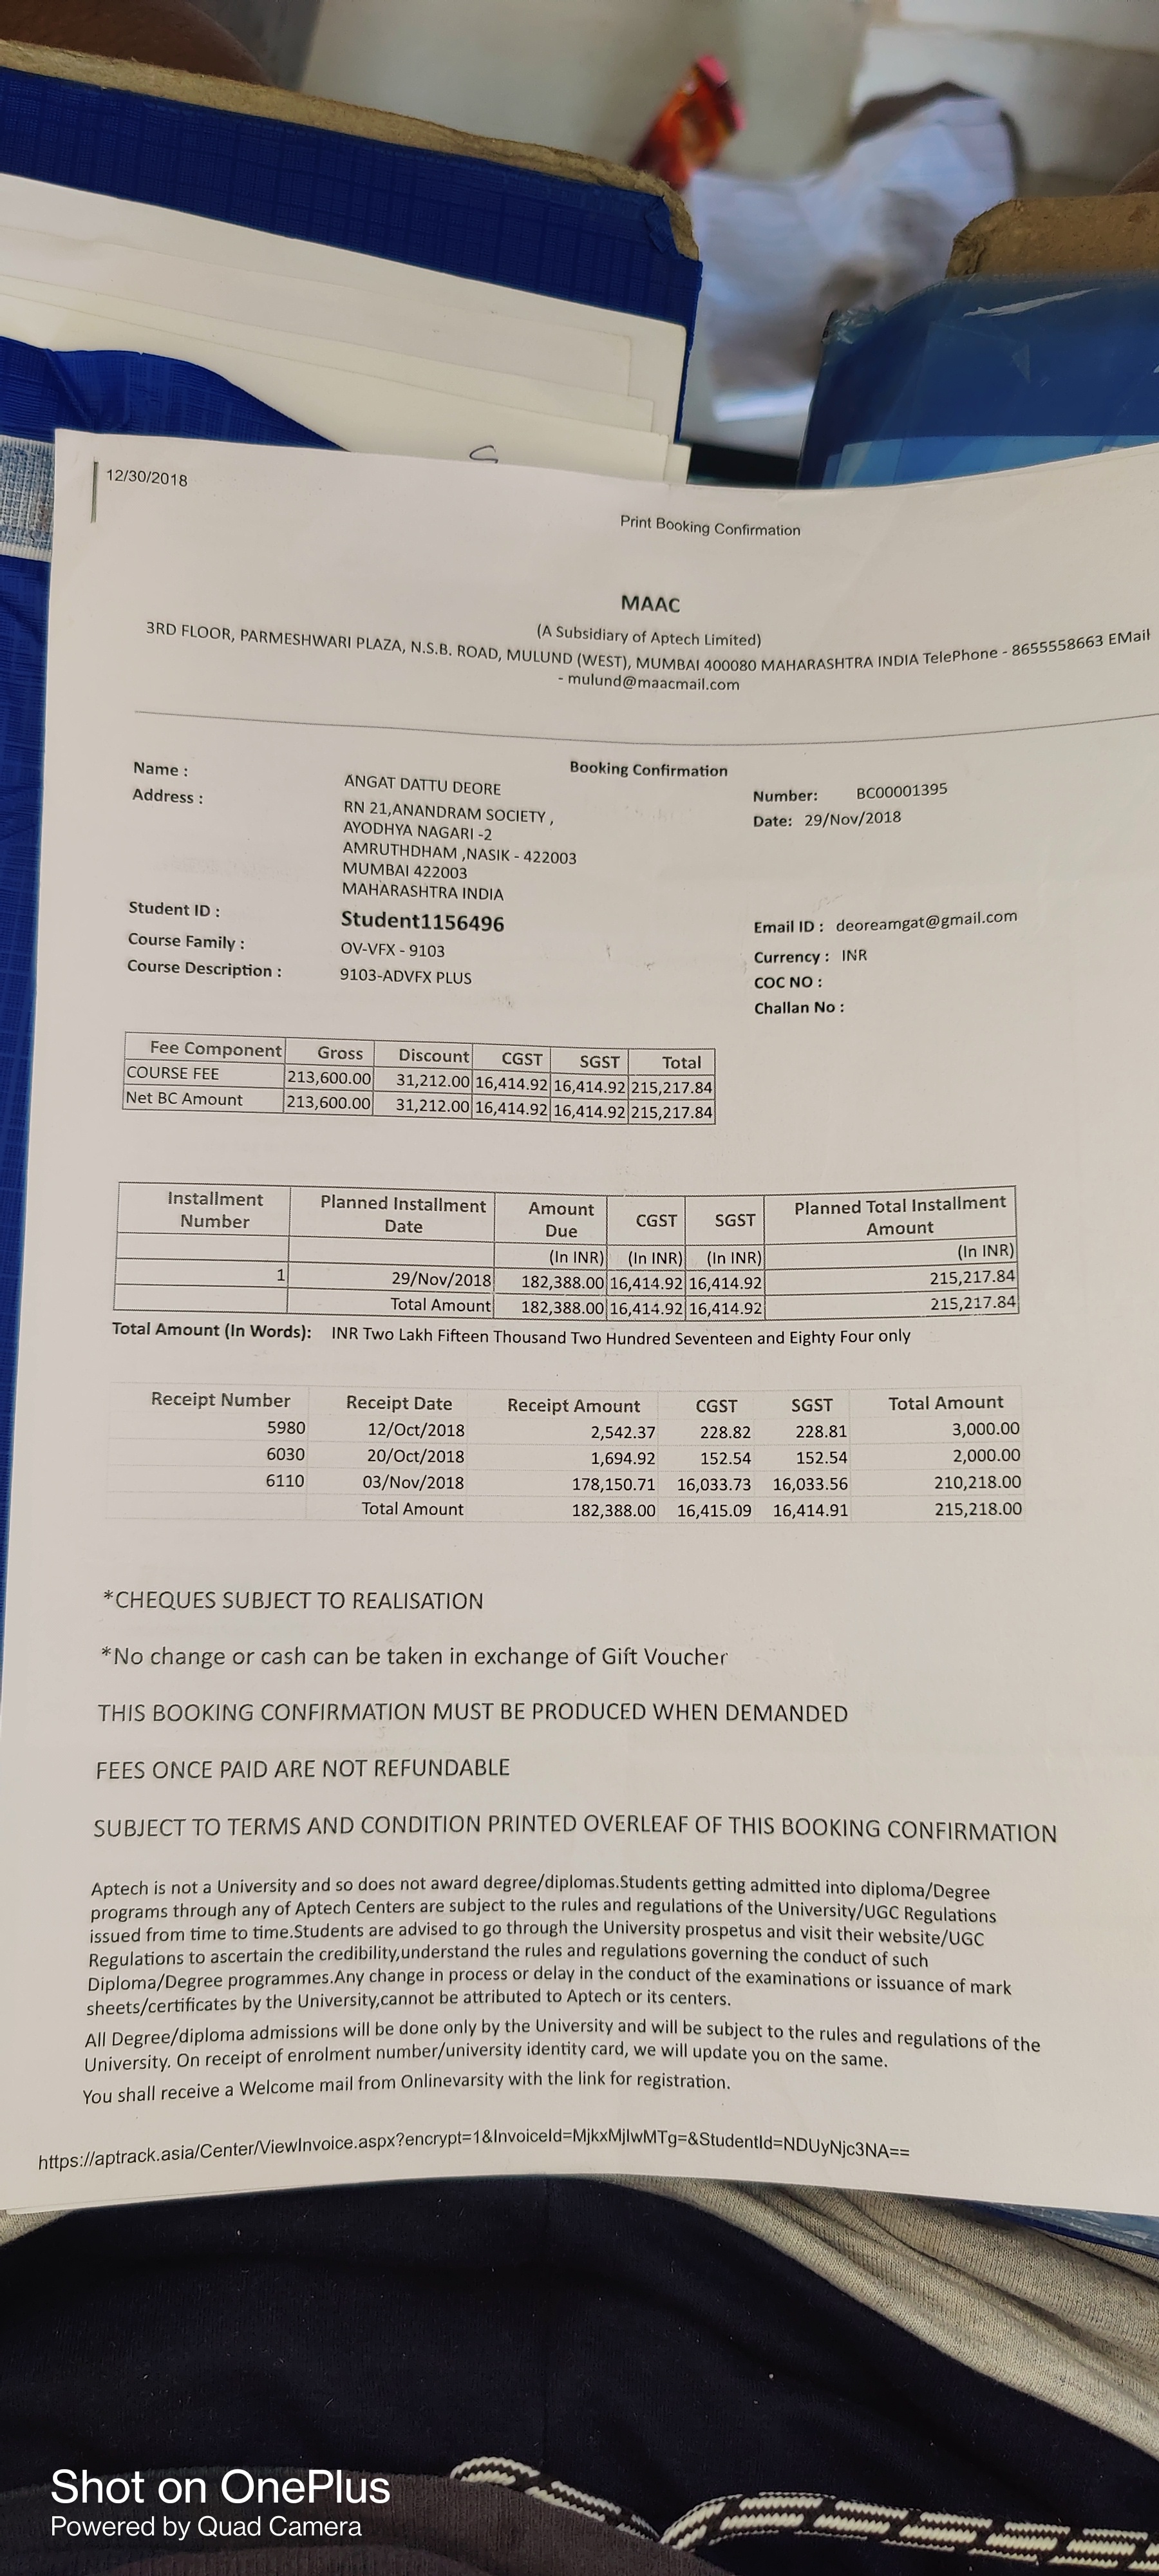 12/30/2018
Print Booking Confirmation
MAAC
(A Subsidiary of Aptech Limited)
3RD FLOOR, PARMESHWARI PLAZA, N.S.B. ROAD, MULUND (WEST), MUMBAI 400080 MAHARASHTRA INDIA TelePhone - 8655558663 EMail
- mulund@maacmail.com
Booking Confirmation
Name : ANGAT DATTU DEORE Number: BC00001395
Address : RN 21,ANANDRAM SOCIETY , Date: 29/Nov/2018
AYODHYA NAGARI -2
AMRUTHDHAM ,NASIK - 422003
MUMBAI 422003
MAHARASHTRA INDIA
Student ID : Student1156496 Email ID : deoreamgat@gmail.com
Course Family : OV-VFX - 9103 Currency : INR
Course Description : 9103-ADVFX PLUS COC NO :
Challan No :
Fee Component Gross Discount CGST SGST Total
COURSE FEE 213,600.00 31,212.00 16,414.92 16,414.92 215,217.84
Net BC Amount 213,600.00 31,212.00 16,414.92 16,414.92 215,217.84
Installment Planned Installment Amount CGST SGST Planned Total Installment
Number Date Due Amount
(In INR) (In INR) (In INR) (In INR)
1 29/Nov/2018 182,388.00 16,414.92 16,414.92 215,217.84
Total Amount 182,388.00 16,414.92 16,414.92 215,217.84
Total Amount (In Words): INR Two Lakh Fifteen Thousand Two Hundred Seventeen and Eighty Four only
Receipt Number Receipt Date Receipt Amount CGST SGST Total Amount
5980 12/Oct/2018 2,542.37 228.82 228.81 3,000.00
6030 20/Oct/2018 1,694.92 152.54 152.54 2,000.00
6110 03/Nov/2018 178,150.71 16,033.73 16,033.56 210,218.00
Total Amount 182,388.00 16,415.09 16,414.91 215,218.00
*CHEQUES SUBJECT TO REALISATION
*No change or cash can be taken in exchange of Gift Voucher
THIS BOOKING CONFIRMATION MUST BE PRODUCED WHEN DEMANDED
FEES ONCE PAID ARE NOT REFUNDABLE
SUBJECT TO TERMS AND CONDITION PRINTED OVERLEAF OF THIS BOOKING CONFIRMATION
Aptech is not a University and so does not award degree/diplomas.Students getting admitted into diploma/Degree
programs through any of Aptech Centers are subject to the rules and regulations of the University/UGC Regulations
issued from time to time.Students are advised to go through the University prospetus and visit their website/UGC
Regulations to ascertain the credibility,understand the rules and regulations governing the conduct of such
Diploma/Degree programmes.Any change in process or delay in the conduct of the examinations or issuance of mark
sheets/certificates by the University,cannot be attributed to Aptech or its centers.
All Degree/diploma admissions will be done only by the University and will be subject to the rules and regulations of the
University. On receipt of enrolment number/university identity card, we will update you on the same.
You shall receive a Welcome mail from Onlinevarsity with the link for registration.
https://aptrack.asia/Center/ViewInvoice.aspx?encrypt=1&InvoiceId=MjkxMjIwMTg=&StudentId=NDUyNjc3NA==
Shot on OnePlus
Powered by Quad Camera